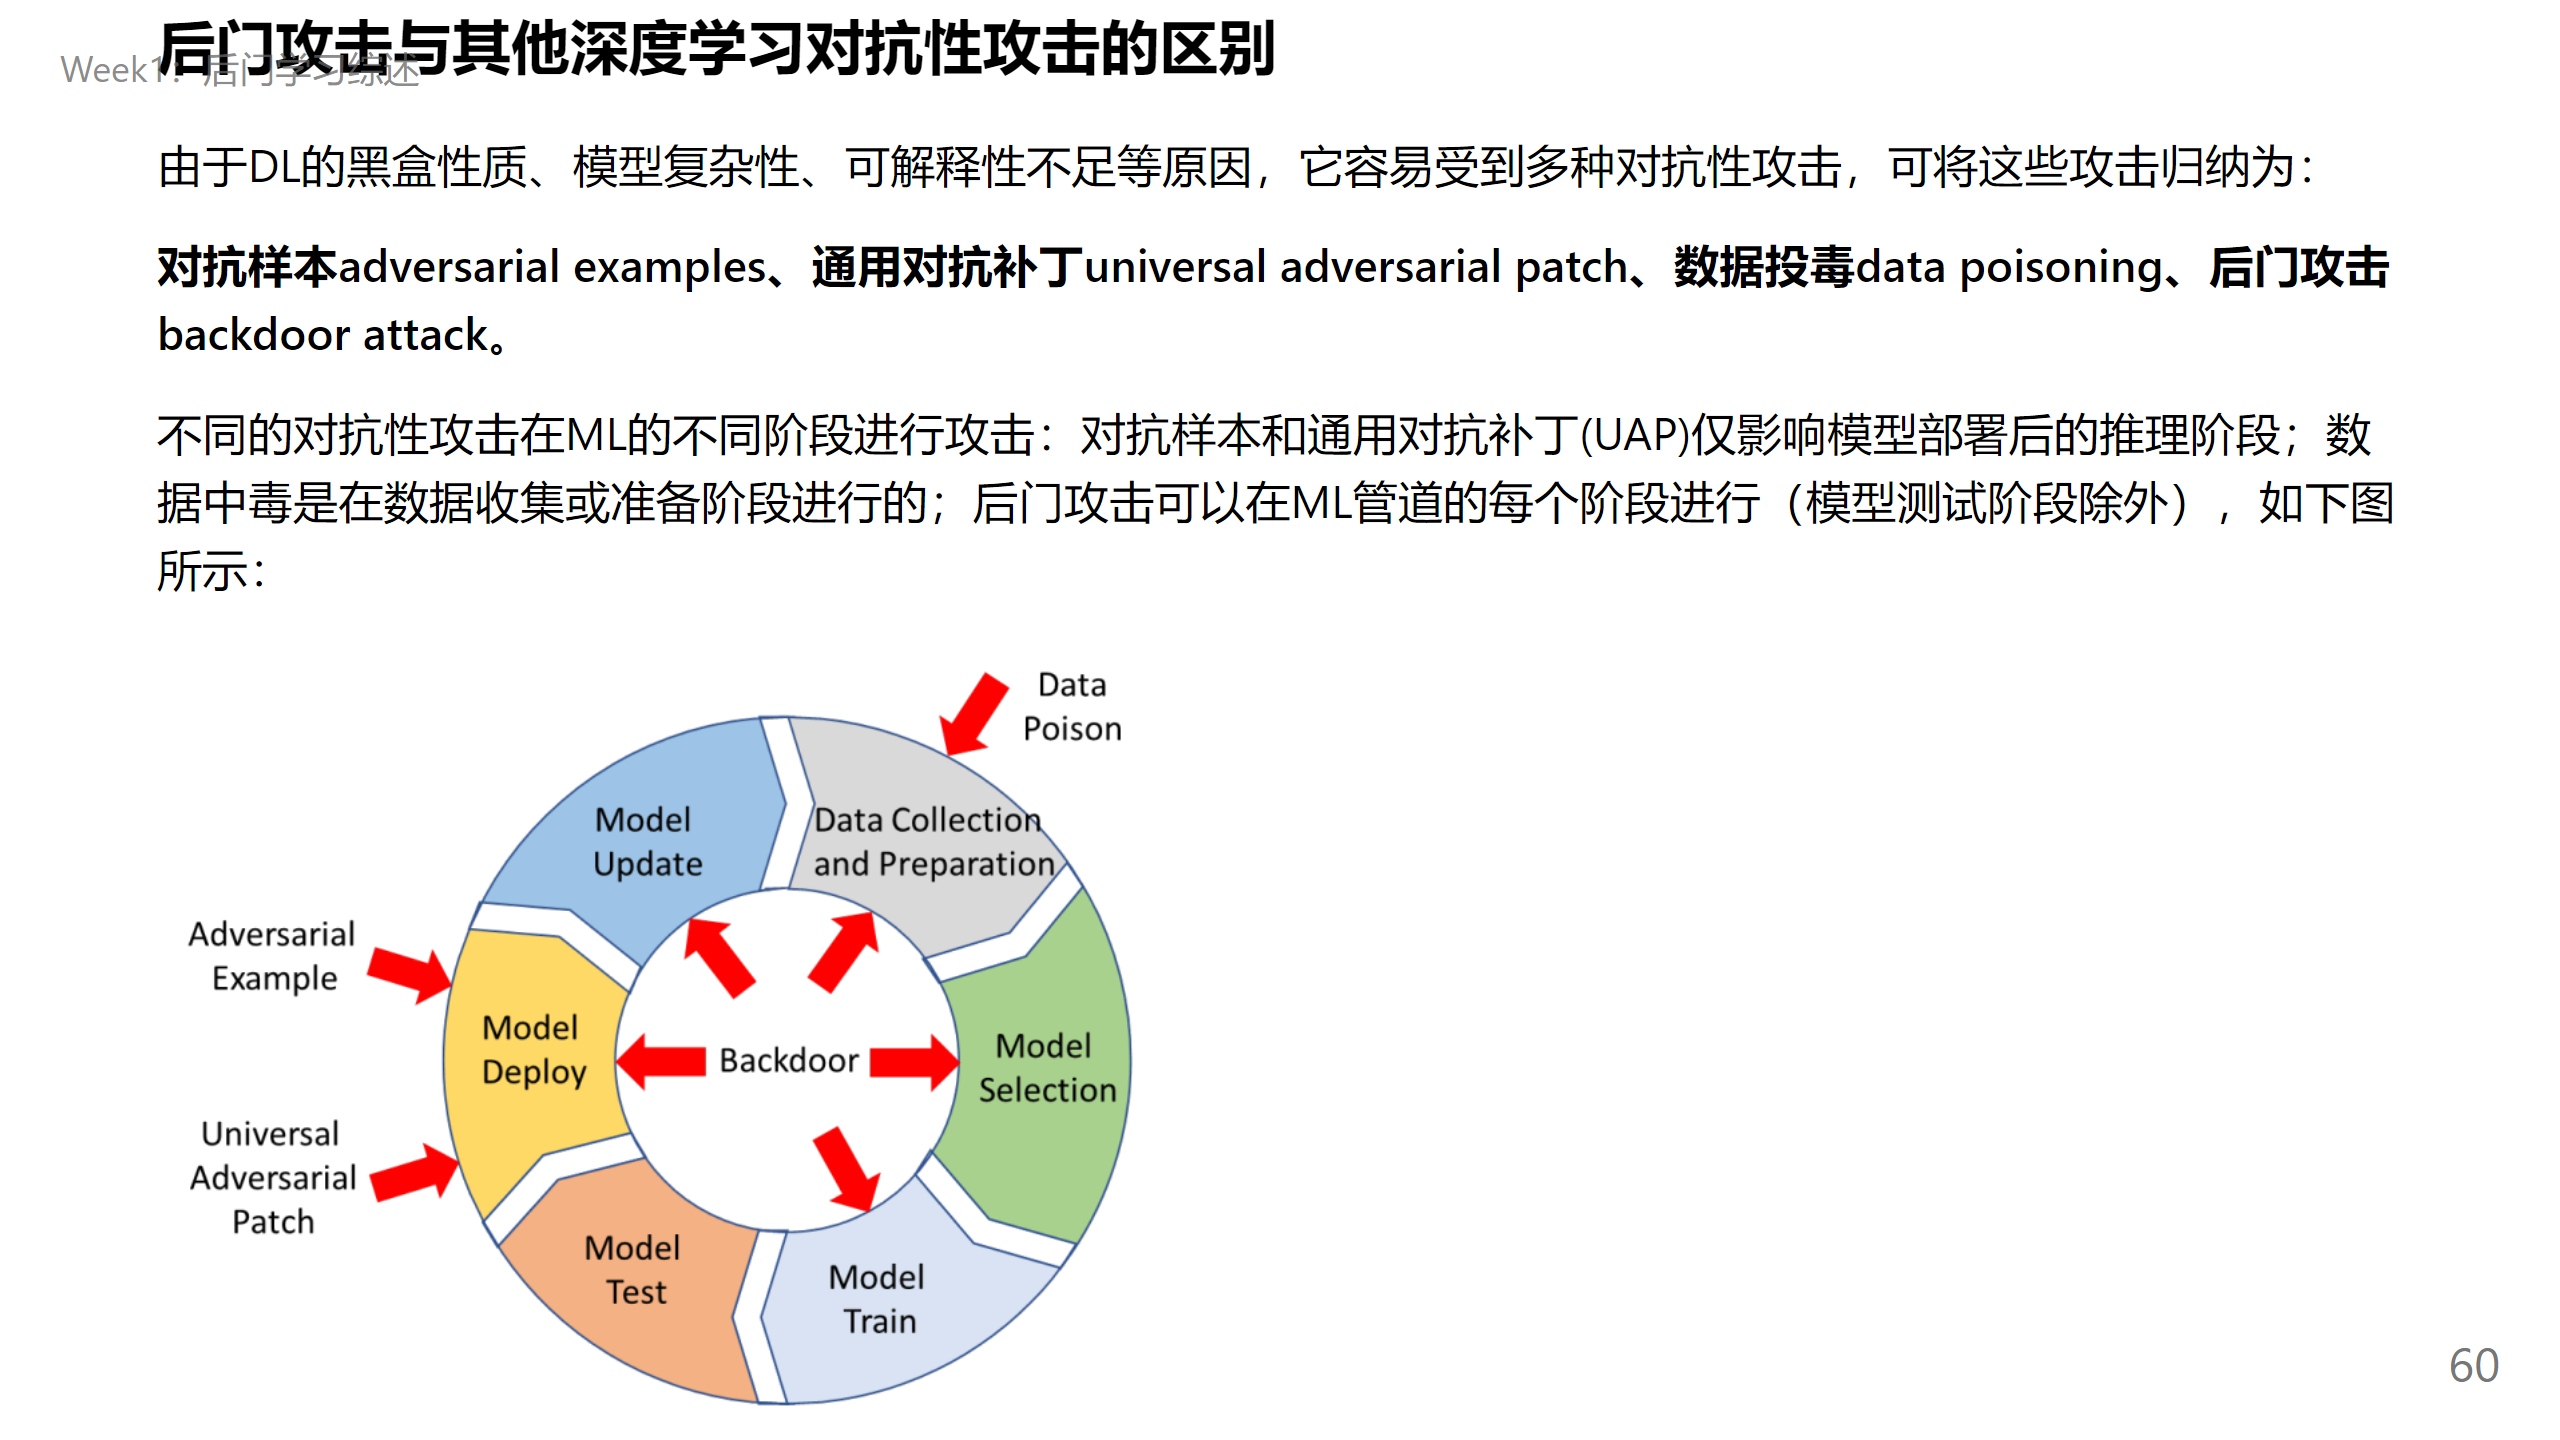 后门攻击与其他深度学习对抗性攻击的区别
Week1：后门学习综述
由于DL的黑盒性质、模型复杂性、可解释性不足等原因，它容易受到多种对抗性攻击，可将这些攻击归纳为：
对抗样本adversarial examples、通用对抗补丁universal adversarial patch、数据投毒data poisoning、后门攻击
backdoor attack。
不同的对抗性攻击在ML的不同阶段进行攻击：对抗样本和通用对抗补丁(UAP)仅影响模型部署后的推理阶段；数
据中毒是在数据收集或准备阶段进行的；后门攻击可以在ML管道的每个阶段进行（模型测试阶段除外），如下图
所示：
Data
Poison
Model
Update
Data Collection
and Preparation
Adversarial
Example
Model
Deploy
Backdoor
Model
Selection
Universal
Adversarial
Patch
Model
Test
Model
Train
60